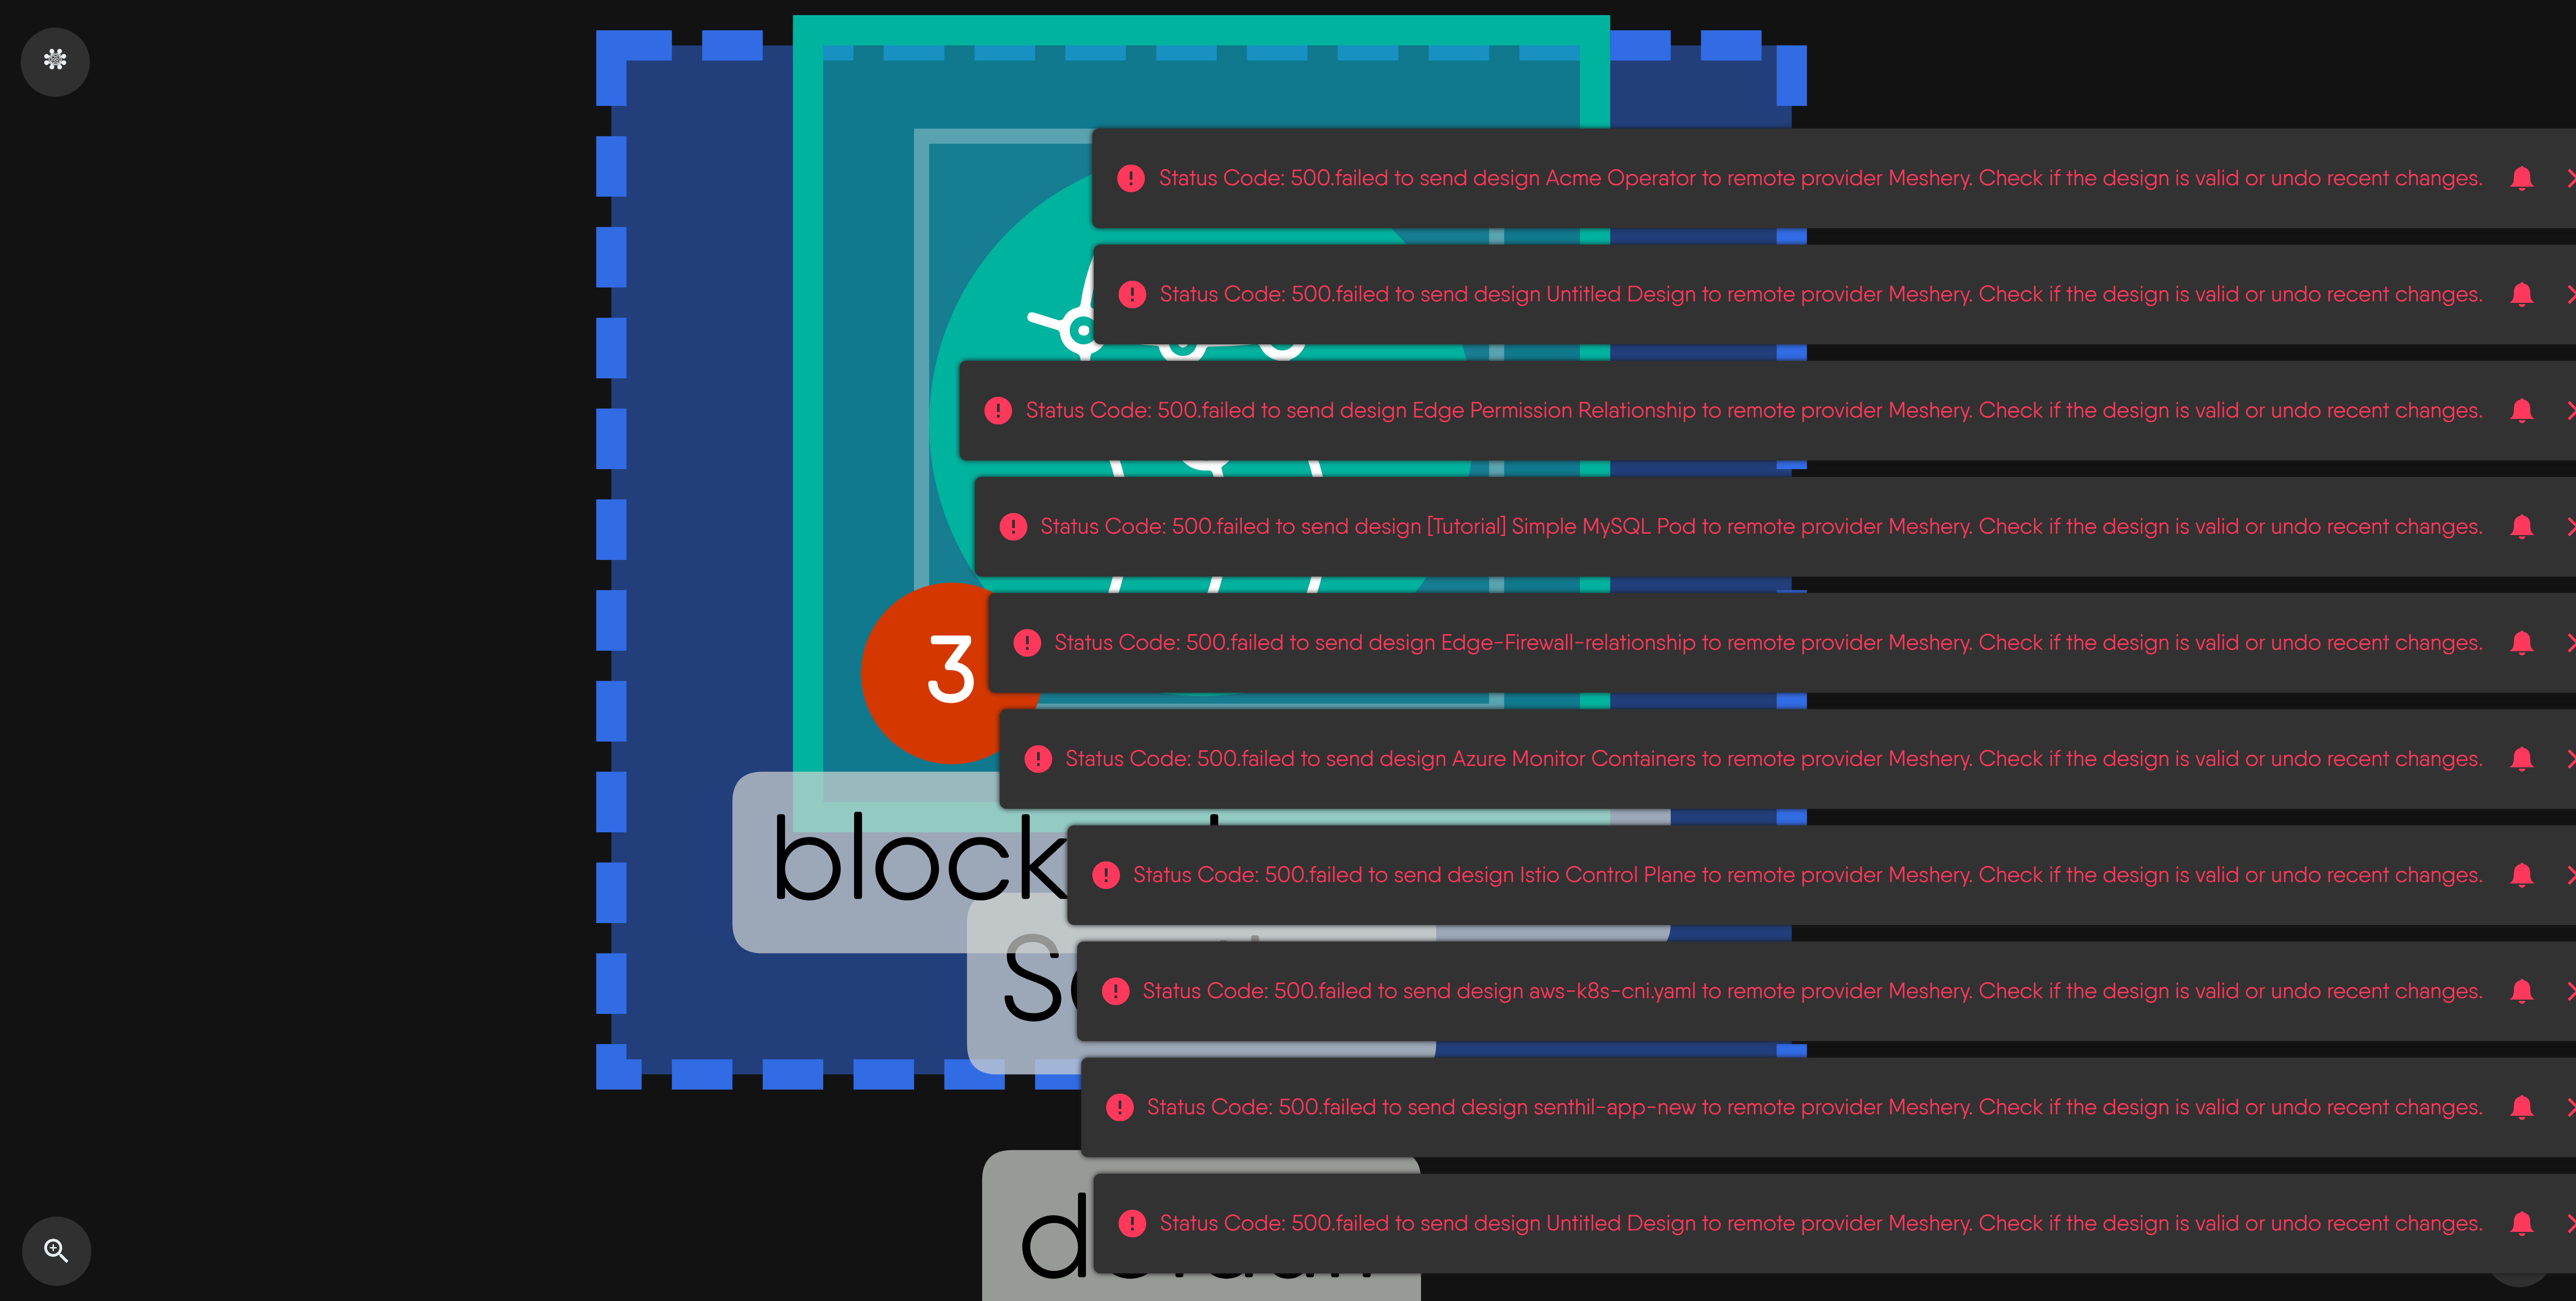 Status Code: 500.failed to send design Acme Operator to remote provider Meshery. Check if the design is valid or undo recent changes.
Status Code: 500.failed to send design Untitled Design to remote provider Meshery. Check if the design is valid or undo recent changes.
Status Code: 500.failed to send design Edge Permission Relationship to remote provider Meshery. Check if the design is valid or undo recent changes.
Status Code: 500.failed to send design [Tutorial] Simple MySQL Pod to remote provider Meshery. Check if the design is valid or undo recent changes.
3
Status Code: 500.failed to send design Edge-Firewall-relationship to remote provider Meshery. Check if the design is valid or undo recent changes.
Status Code: 500.failed to send design Azure Monitor Containers to remote provider Meshery. Check if the design is valid or undo recent changes.
block
Status Code: 500.failed to send design Istio Control Plane to remote provider Meshery. Check if the design is valid or undo recent changes.
Status Code: 500.failed to send design aws-k8s-cni.yaml to remote provider Meshery. Check if the design is valid or undo recent changes.
Status Code: 500.failed to send design senthil-app-new to remote provider Meshery. Check if the design is valid or undo recent changes.
Status Code: 500.failed to send design Untitled Design to remote provider Meshery. Check if the design is valid or undo recent changes.